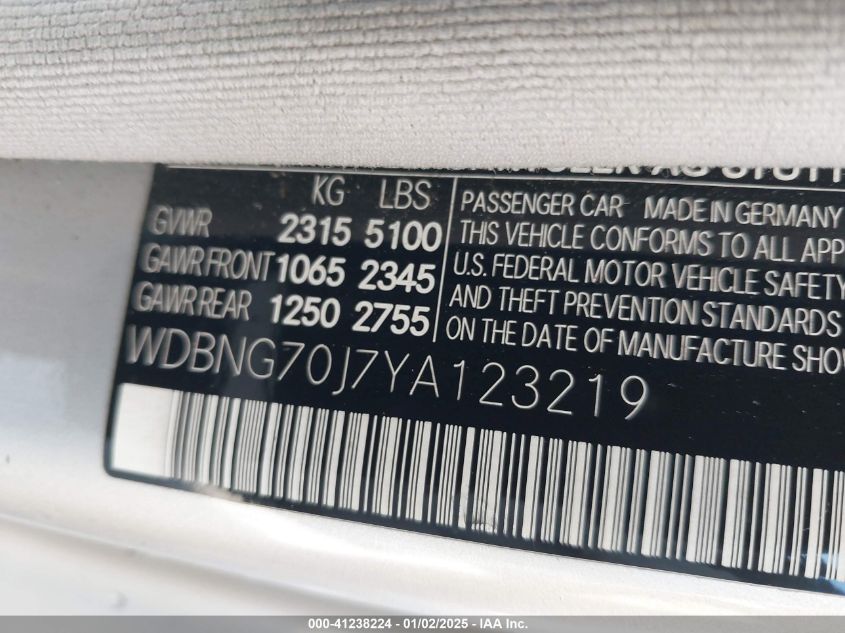 KG LBS
GVWR 2315 5100
GAWR FRONT 1065 2345
GAWR REAR 1250 2755
PASSENGER CAR MADE IN GERMANY
THIS VEHICLE CONFORMS TO ALL APP
U.S. FEDERAL MOTOR VEHICLE SAFETY
AND THEFT PREVENTION STANDARDS
ON THE DATE OF MANUFACTURE SHO
WDBNG70J7YA123219
000-41238224 - 01/02/2025 - IAA Inc.